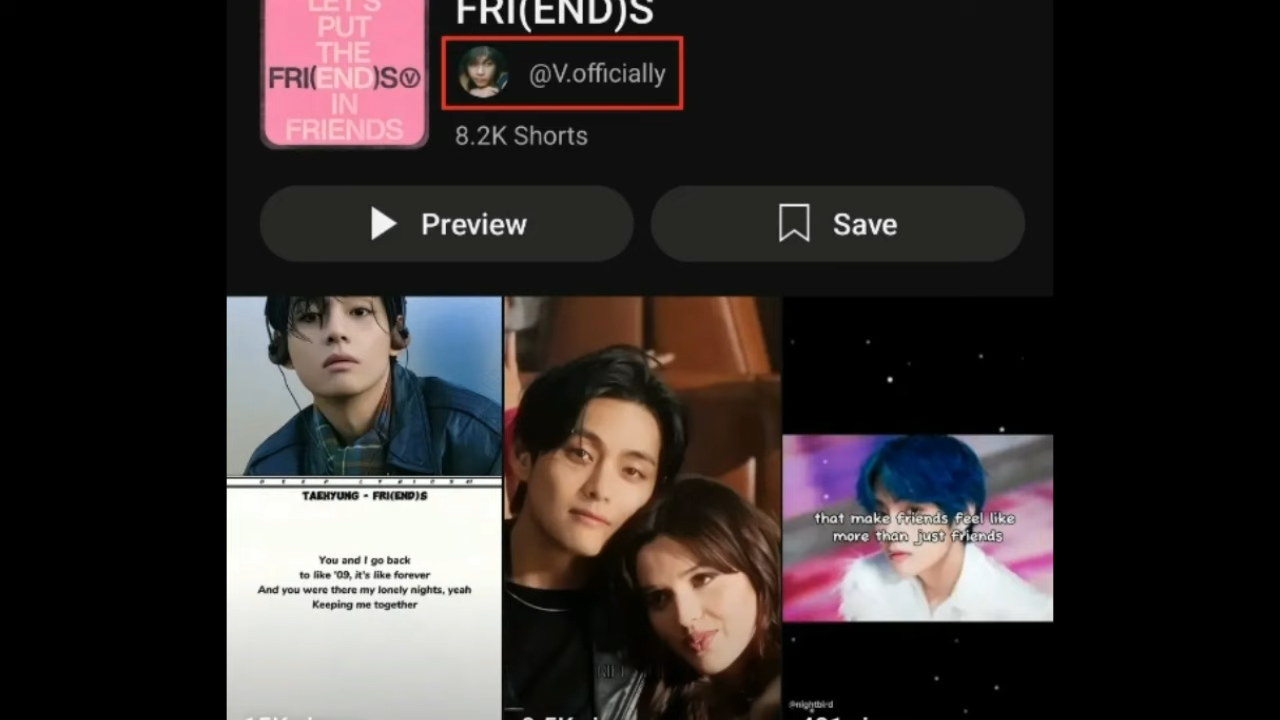 FRI(END)S
LET'S
PUT
THE
FRI(END)SⓋ
IN
FRIENDS
@V.officially
8.2K Shorts
Preview
Save
TAEHYUNG - FRI(END)S
You and I go back
to like '09, it's like forever
And you were there my lonely nights, yeah
Keeping me together
that make friends feel like
more than just friends
@nightbird